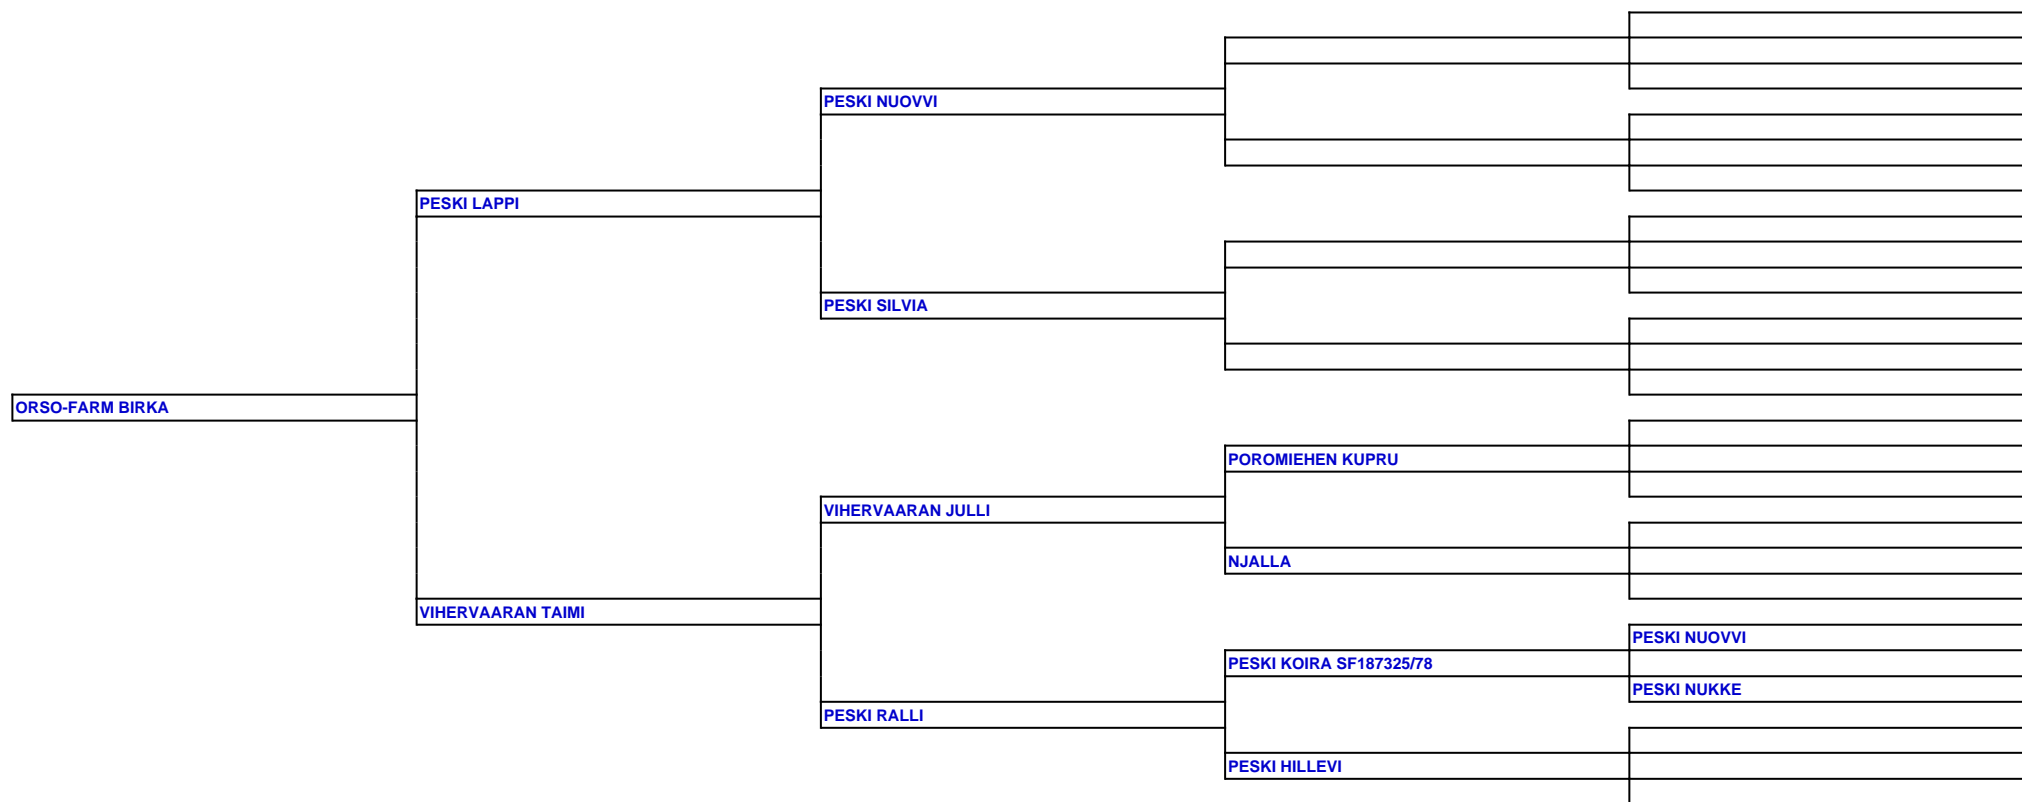 PESKI NUOVVI
PESKI LAPPI
PESKI SILVIA
ORSO-FARM BIRKA
POROMIEHEN KUPRU
VIHERVAARAN JULLI
NJALLA
VIHERVAARAN TAIMI
PESKI NUOVVI
PESKI KOIRA SF187325/78
PESKI NUKKE
PESKI RALLI
PESKI HILLEVI